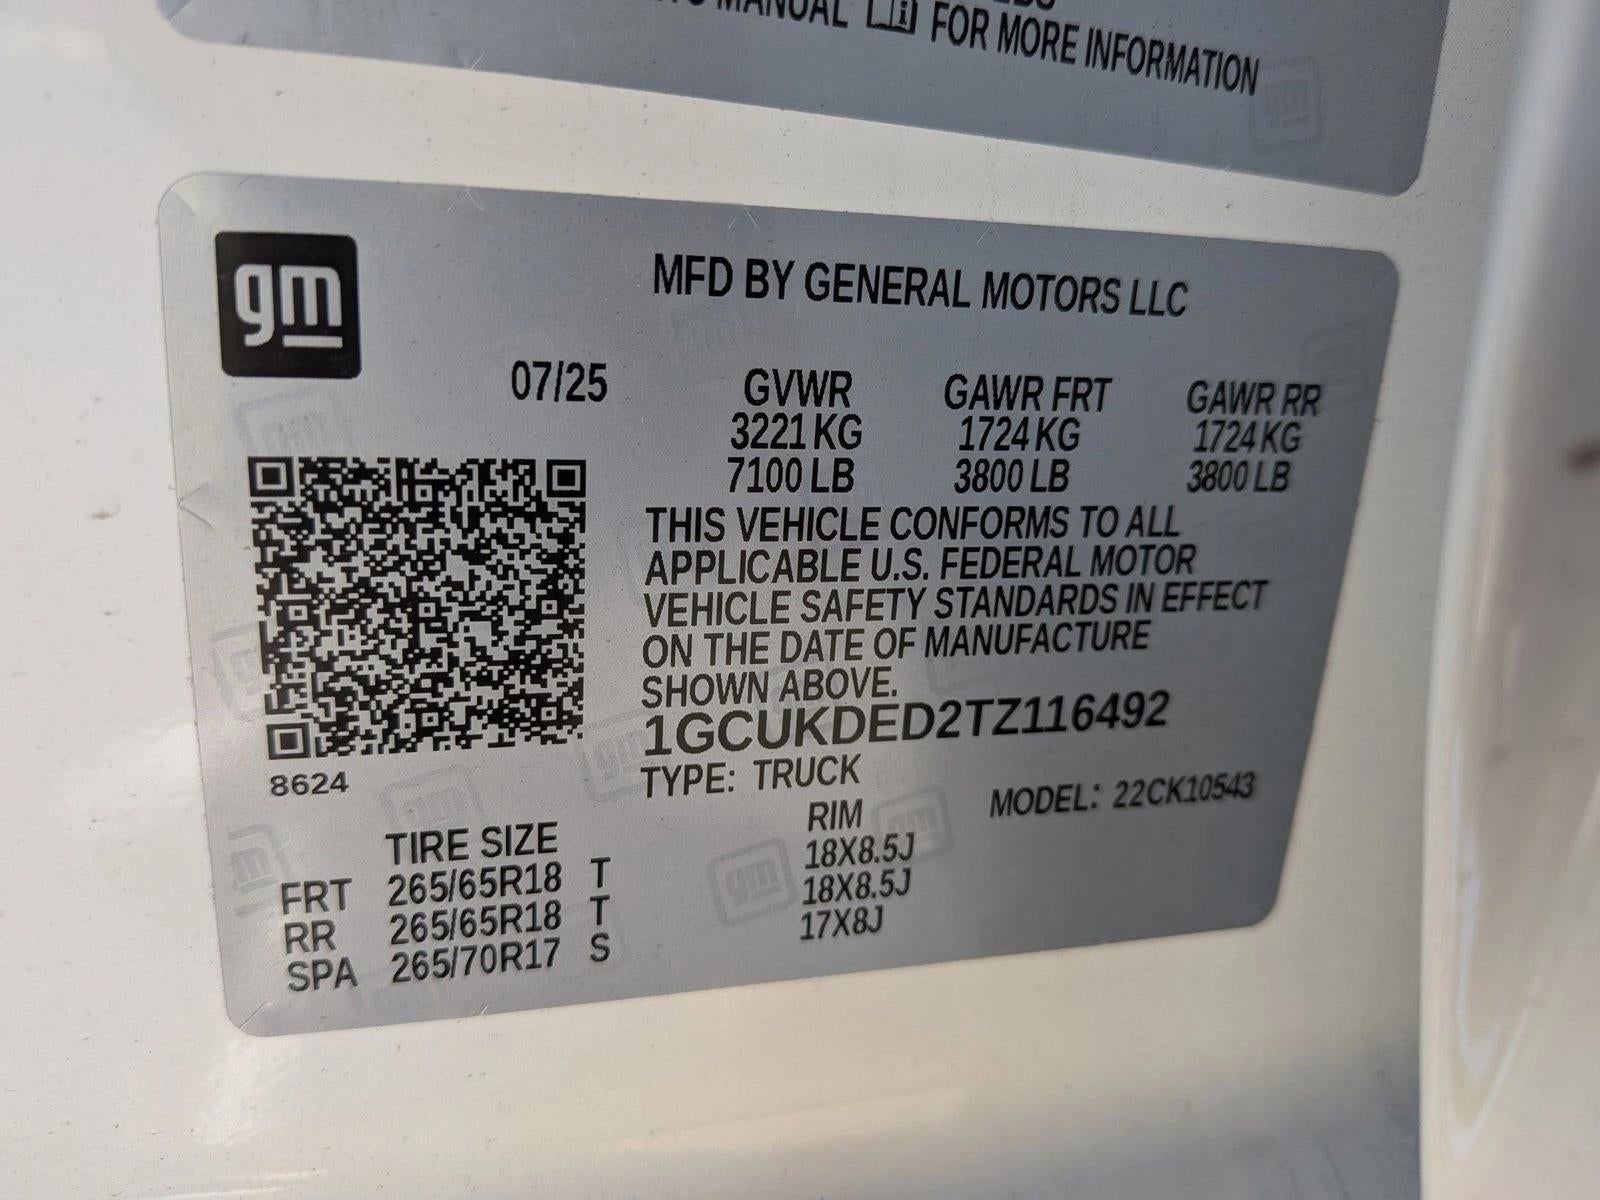 MANUAL FOR MORE INFORMATION
gm
MFD BY GENERAL MOTORS LLC
07/25
GVWR GAWR FRT GAWR RR
3221 KG 1724 KG 1724 KG
7100 LB 3800 LB 3800 LB
THIS VEHICLE CONFORMS TO ALL
APPLICABLE U.S. FEDERAL MOTOR
VEHICLE SAFETY STANDARDS IN EFFECT
ON THE DATE OF MANUFACTURE
SHOWN ABOVE.
1GCUKDED2TZ116492
8624
TYPE: TRUCK MODEL: 22CK10543
TIRE SIZE RIM
FRT 265/65R18 T 18X8.5J
RR 265/65R18 T 18X8.5J
SPA 265/70R17 S 17X8J